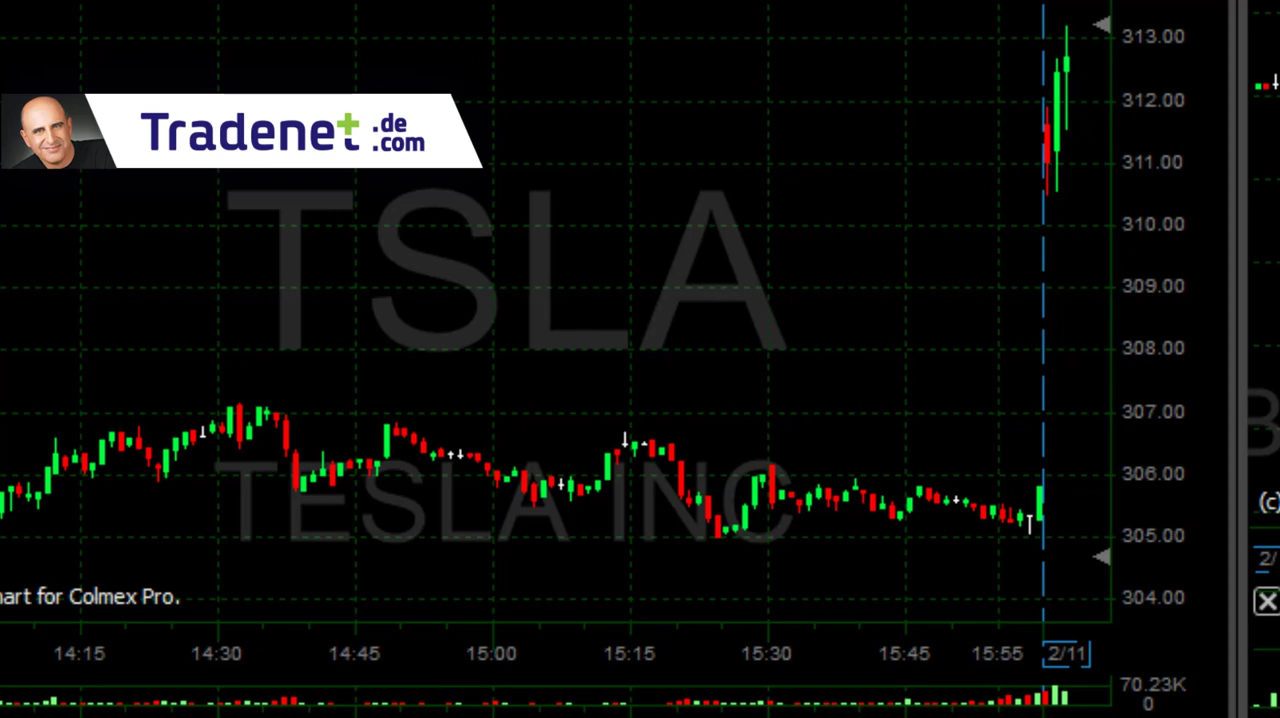 313.00
312.00
Tradenet .de
.com
311.00
310.00
TSLA
309.00
308.00
307.00
306.00
TESLA INC
305.00
(c)
2/
hart for Colmex Pro.
304.00
14:15 14:30 14:45 15:00 15:15 15:30 15:45 15:55 2/11
70.23K
0